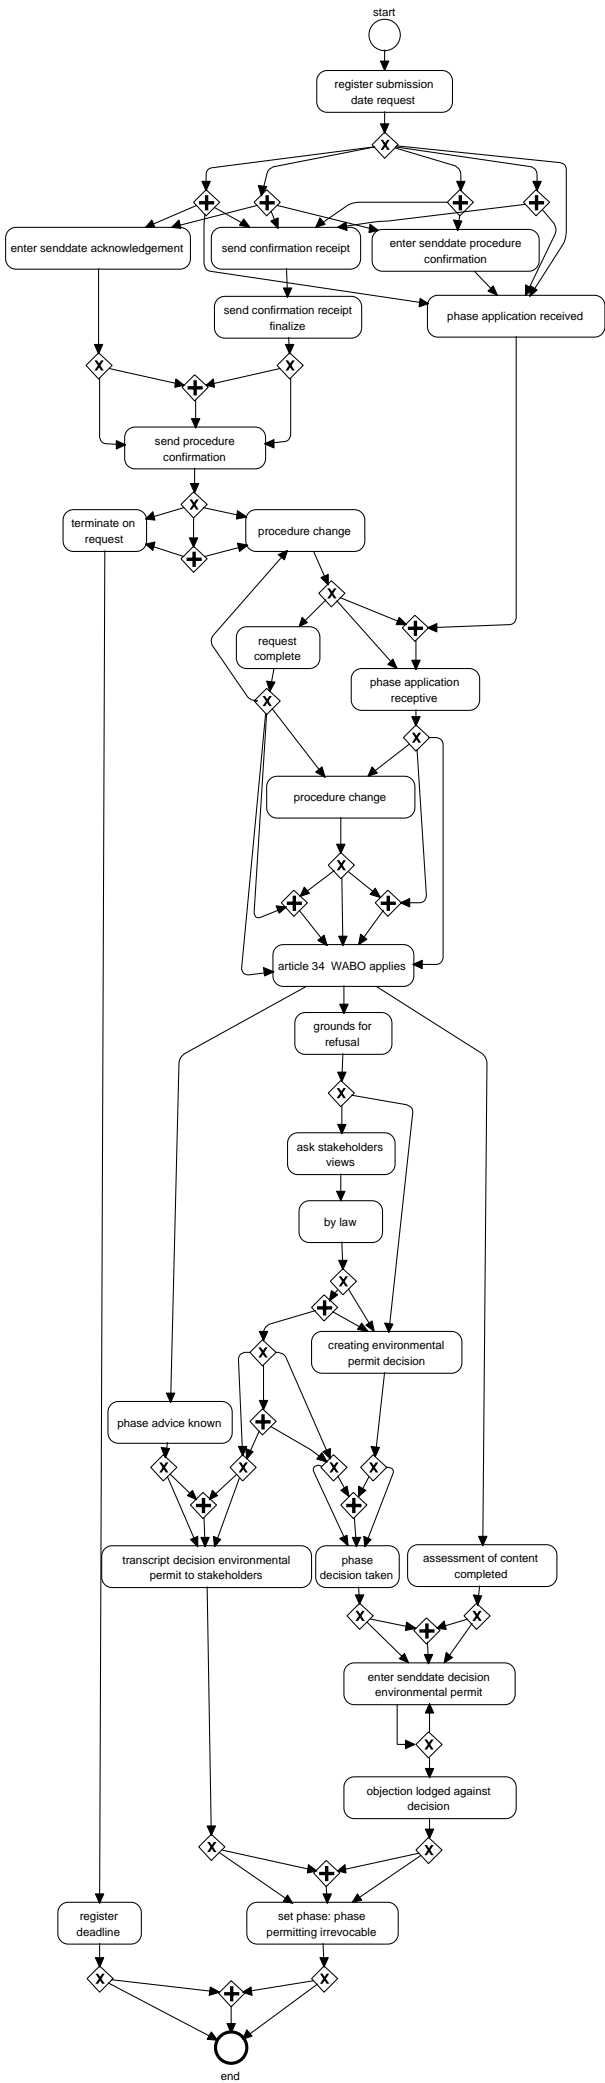 start
register submission
date request
X
enter senddate acknowledgement
send confirmation receipt
enter senddate procedure
confirmation
send confirmation receipt
finalize
phase application received
X
X
send procedure
confirmation
X
terminate on
request
procedure change
X
request
complete
phase application
receptive
X
X
procedure change
X
article 34 WABO applies
grounds for
refusal
X
ask stakeholders
views
by law
X
creating environmental
permit decision
X
phase advice known
X
X
X
X
transcript decision environmental
permit to stakeholders
phase
decision taken
assessment of content
completed
X
X
enter senddate decision
environmental permit
X
objection lodged against
decision
X
X
register
deadline
set phase: phase
permitting irrevocable
X
X
end